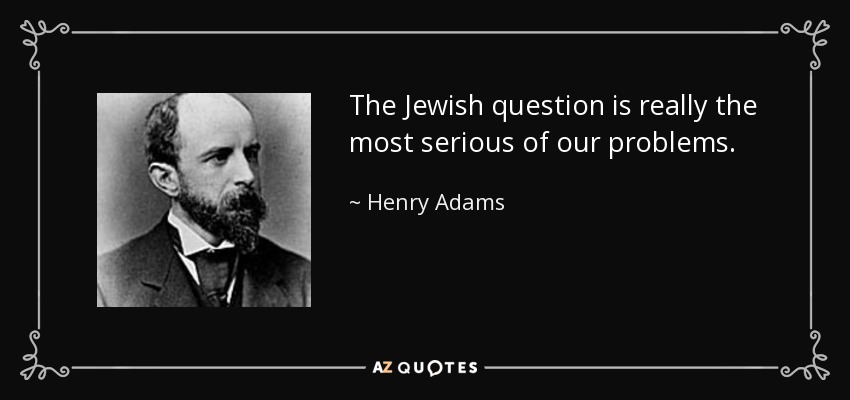 The Jewish question is really the
most serious of our problems.
~ Henry Adams
AZ QUOTES